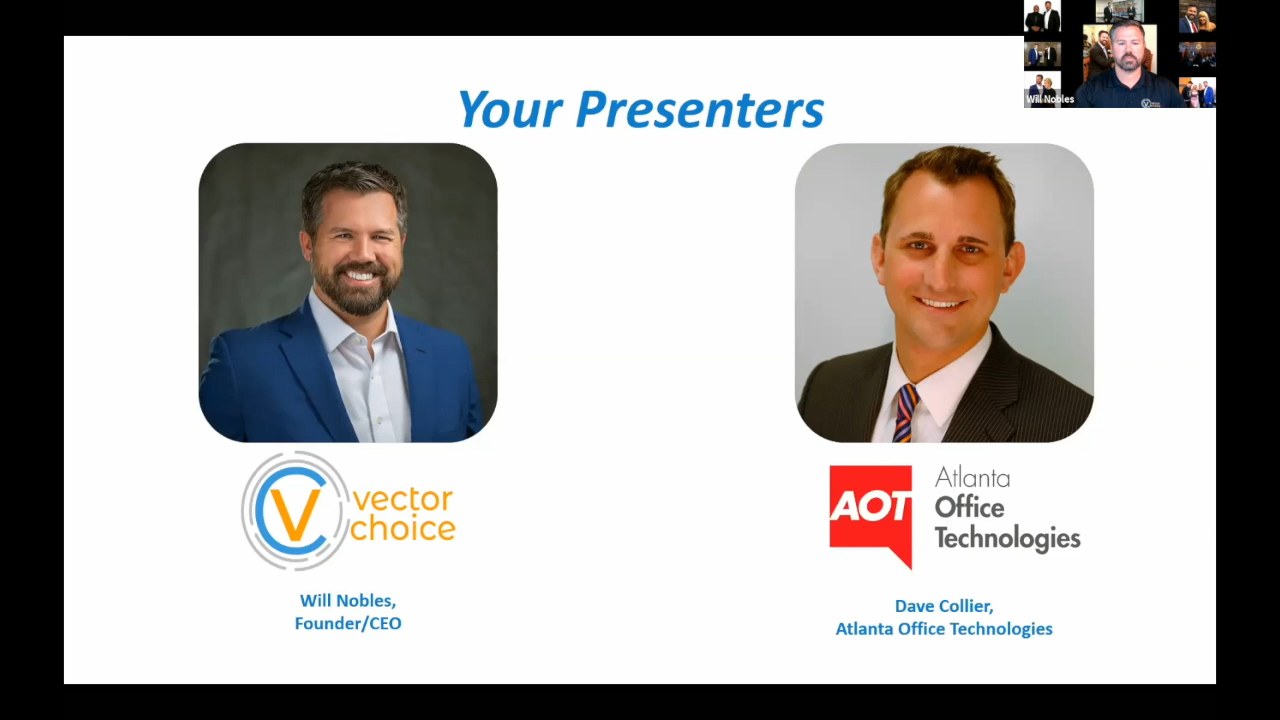 Your Presenters
Will Nobles
vector
choice
AOT
Atlanta
Office
Technologies
Will Nobles,
Founder/CEO
Dave Collier,
Atlanta Office Technologies